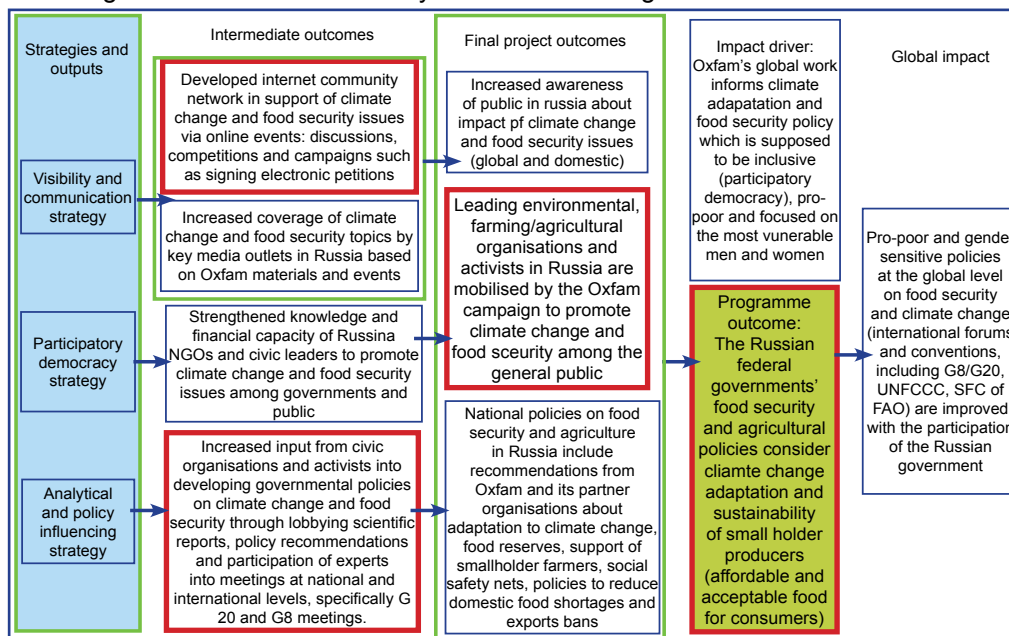 Strategies and
outputs
Visibility and
communication
strategy
Participatory
democracy
strategy
Analytical
and policy
influencing
strategy
Intermediate outcomes
Developed internet community
network in support of climate
change and food security issues
via online events: discussions,
competitions and campaigns such
as signing electronic petitions
Increased coverage of climate
change and food security topics by
key media outlets in Russia based
on Oxfam materials and events
Strengthened knowledge and
financial capacity of Russina
NGOs and civic leaders to promote
climate change and food security
issues among governments and
public
Increased input from civic
organisations and activists into
developing governmental policies
on climate change and food
security through lobbying scientific
reports, policy recommendations
and participation of experts
into meetings at national and
international levels, specifically G
20 and G8 meetings.
Final project outcomes
Increased awareness
of public in russia about
impact pf climate change
and food security issues
(global and domestic)
Leading environmental,
farming/agricultural
organisations and
activists in Russia are
mobilised by the Oxfam
campaign to promote
climate change and
food sceurity among the
general public
National policies on food
security and agriculture
in Russia include
recommendations from
Oxfam and its partner
organisations about
adaptation to climate change,
food reserves, support of
smallholder farmers, social
safety nets, policies to reduce
domestic food shortages and
exports bans
Impact driver:
Oxfam's global work
informs climate
adapatation and
food security policy
which is supposed
to be inclusive
(participatory
democracy), pro-
poor and focused on
the most vunerable
men and women
Programme
outcome:
The Russian
federal
governments'
food security
and agricultural
policies consider
cliamte change
adaptation and
sustainability
of small holder
producers
(affordable and
acceptable food
for consumers)
Global impact
Pro-poor and gende
sensitive policies
at the global level
on food security
and climate change
(international forums
and conventions,
including G8/G20,
UNFCCC, SFC of
FAO) are improved
with the participation
of the Russian
government